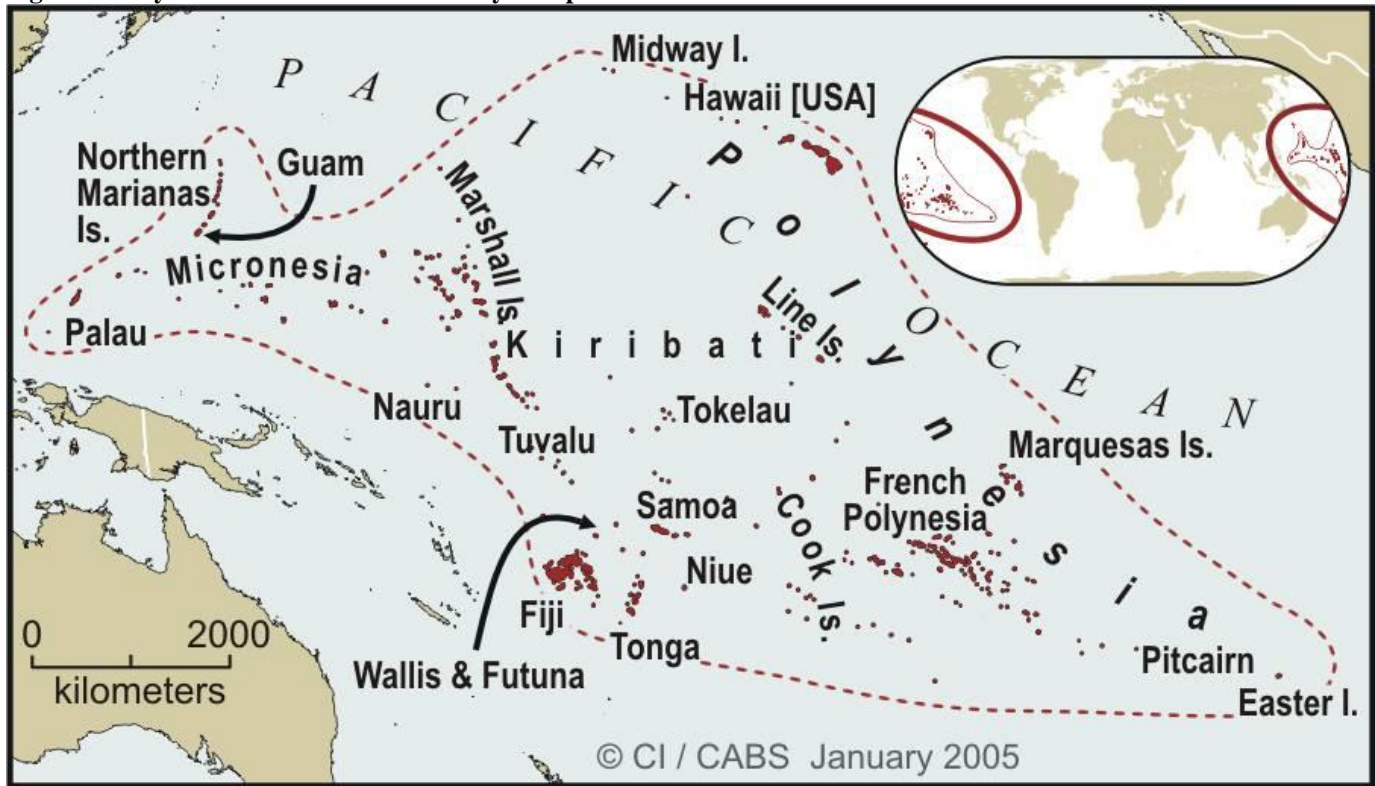 Midway I.
PACIFIC OCEAN
Hawaii [USA]
Northern
Marianas
Is.
Guam
Polynesia
Marshall Is.
Micronesia
Line Is.
Palau
Kiribati
Nauru
Tokelau
Tuvalu
Marquesas Is.
French
Polynesia
Samoa
Cook Is.
Niue
Fiji
0 2000
kilometers
Tonga
Wallis & Futuna
Pitcairn
Easter I.
© CI / CABS January 2005